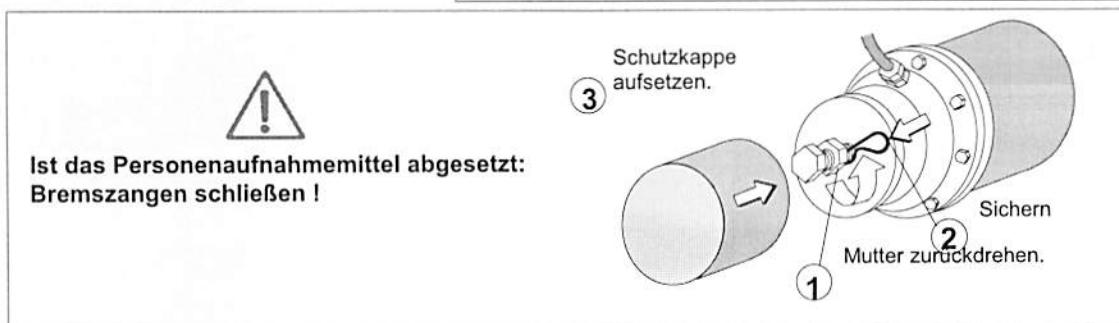 Ist das Personenaufnahmemittel abgesetzt:
Bremszangen schließen !
Schutzkappe
3 aufsetzen.
Sichern
2
Mutter zurückdrehen.
1